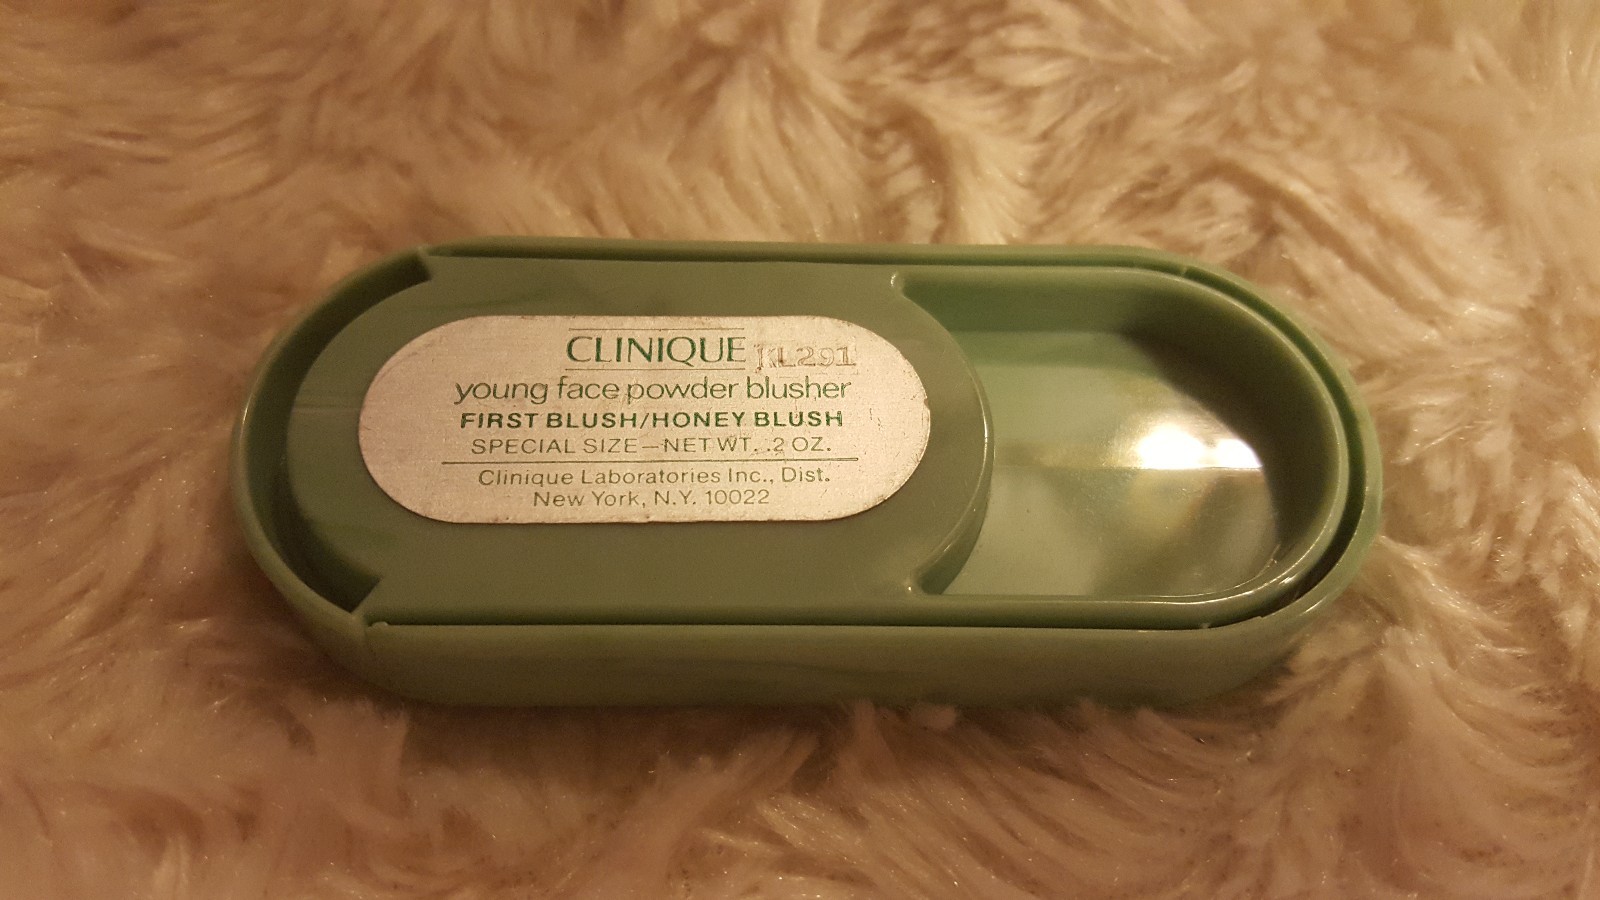 CLINIQUE
young face powder blusher
FIRST BLUSH/HONEY BLUSH
SPECIAL SIZE—NET WT. .2 OZ.
Clinique Laboratories Inc., Dist.
New York, N.Y. 10022